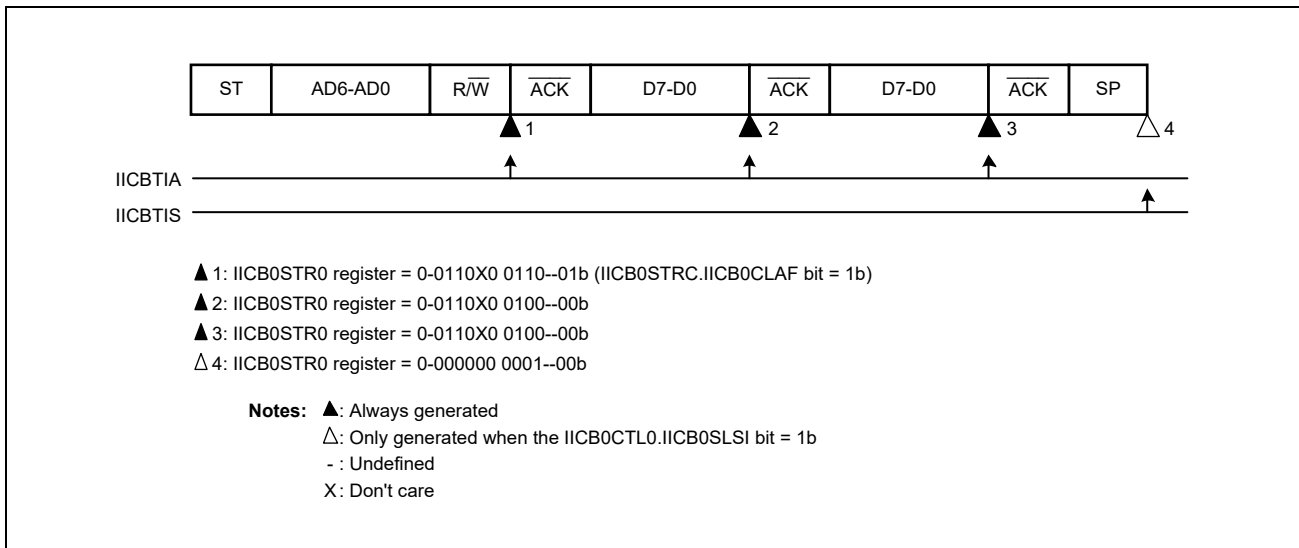 ST AD6-AD0 R/W̅ A̅C̅K̅ D7-D0 A̅C̅K̅ D7-D0 A̅C̅K̅ SP
▲ 1 ▲ 2 ▲ 3 △ 4
IICBTIA
IICBTIS
▲ 1: IICB0STR0 register = 0-0110X0 0110--01b (IICB0STRC.IICB0CLAF bit = 1b)
▲ 2: IICB0STR0 register = 0-0110X0 0100--00b
▲ 3: IICB0STR0 register = 0-0110X0 0100--00b
△ 4: IICB0STR0 register = 0-000000 0001--00b
Notes: ▲: Always generated
△: Only generated when the IICB0CTL0.IICB0SLSI bit = 1b
- : Undefined
X: Don't care